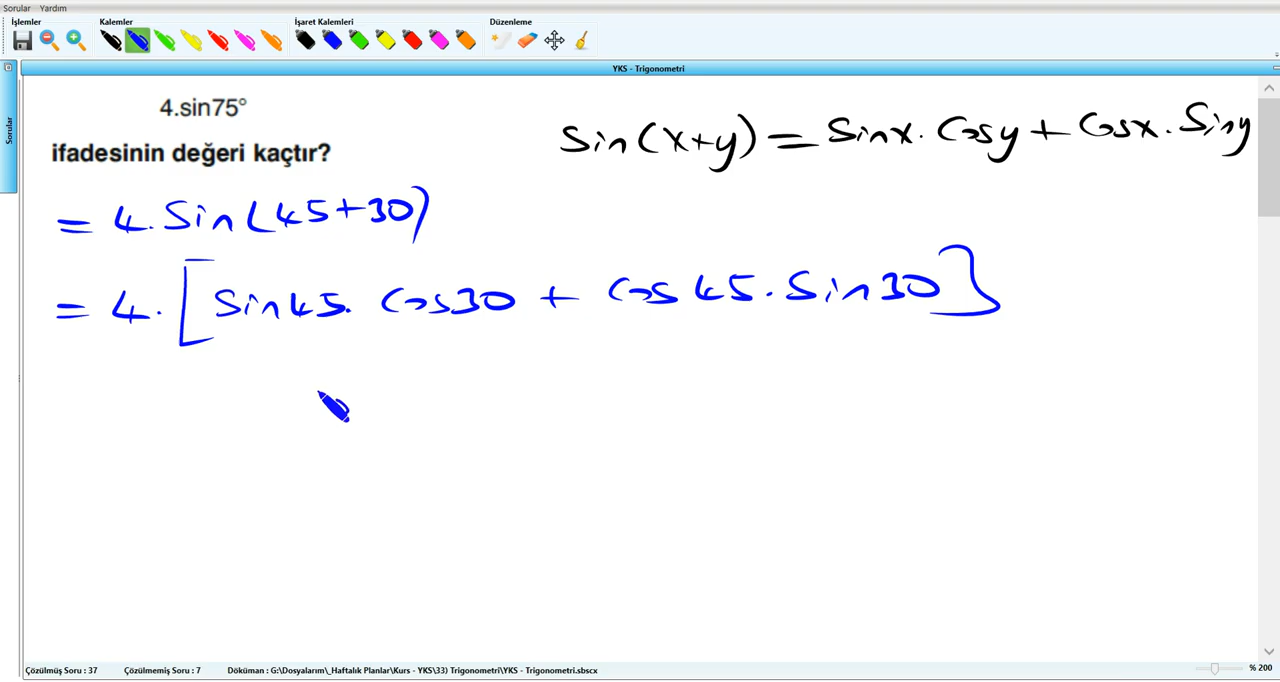 Sorular Yardım
İşlemler Kalemler İşaret Kalemleri Düzenleme
YKS - Trigonometri
Sorular
4.sin75°
ifadesinin değeri kaçtır?
Sin(x+y) = Sinx. Cosy + Cosx. Siny
= 4. Sin(45+30)
= 4. [Sin45. Cos30 + Cos45. Sin30]
Çözülmüş Soru : 37 Çözülmemiş Soru : 7 Döküman : G:\Dosyalarım\_Haftalık Planlar\Kurs - YKS\33) Trigonometri\YKS - Trigonometri.sbscx % 200